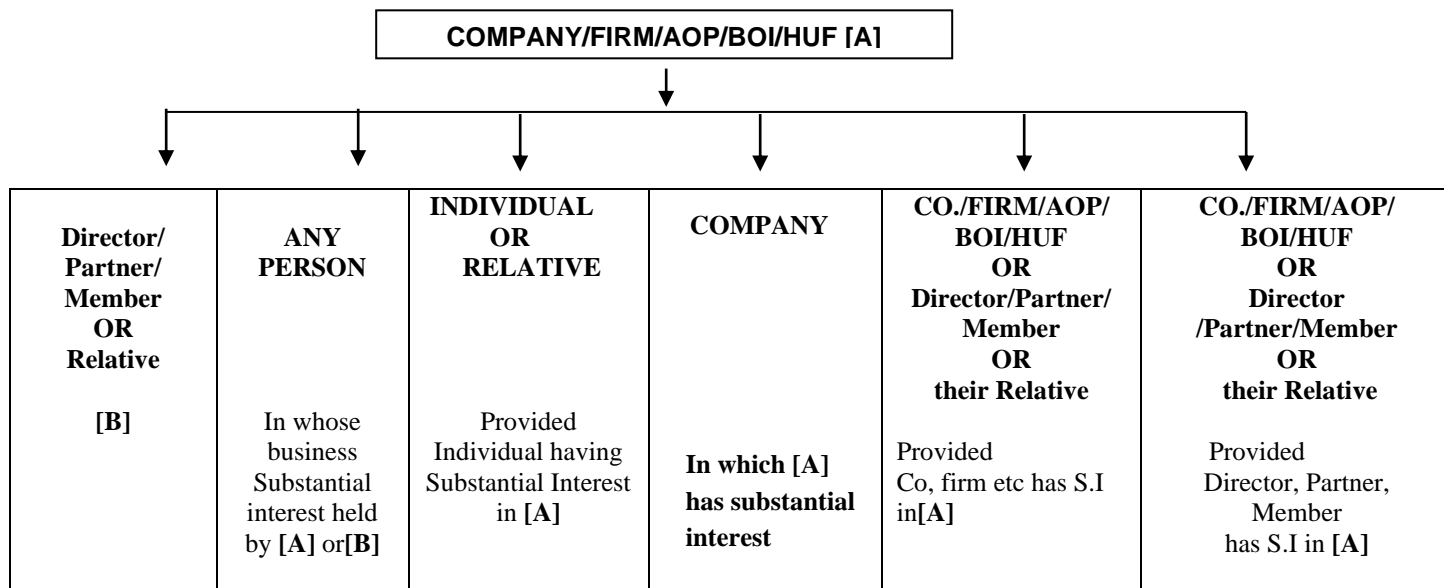 COMPANY/FIRM/AOP/BOI/HUF [A]
Director/
Partner/
Member
OR
Relative
[B]
ANY
PERSON
In whose
business
Substantial
interest held
by [A] or[B]
INDIVIDUAL
OR
RELATIVE
Provided
Individual having
Substantial Interest
in [A]
COMPANY
In which [A]
has substantial
interest
CO./FIRM/AOP/
BOI/HUF
OR
Director/Partner/
Member
OR
their Relative
Provided
Co, firm etc has S.I
in[A]
CO./FIRM/AOP/
BOI/HUF
OR
Director
/Partner/Member
OR
their Relative
Provided
Director, Partner,
Member
has S.I in [A]